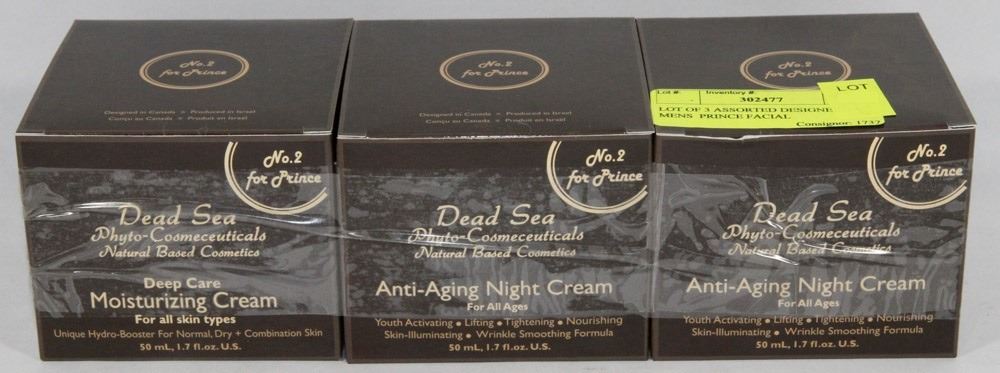 No.2
for Prince
Designed in Canada • Produced in Israel
Conçu au Canada • Produit en Israel
No.2
for Prince
Dead Sea
Phyto-Cosmeceuticals
Natural Based Cosmetics
Deep Care
Moisturizing Cream
For all skin types
Unique Hydro-Booster For Normal, Dry + Combination Skin
50 mL, 1.7 fl.oz. U.S.
No.2
for Prince
Designed in Canada • Produced in Israel
Conçu au Canada • Produit en Israel
No.2
for Prince
Dead Sea
Phyto-Cosmeceuticals
Natural Based Cosmetics
Anti-Aging Night Cream
For All Ages
Youth Activating • Lifting • Tightening • Nourishing
Skin-Illuminating • Wrinkle Smoothing Formula
50 mL, 1.7 fl.oz. U.S.
No.2
for Prince
Lot #: Inventory #: LOT
302477
LOT OF 3 ASSORTED DESIGNE
MENS PRINCE FACIAL
Consignor: 1737
No.2
for Prince
Dead Sea
Phyto-Cosmeceuticals
Natural Based Cosmetics
Anti-Aging Night Cream
For All Ages
Youth Activating • Lifting • Tightening • Nourishing
Skin-Illuminating • Wrinkle Smoothing Formula
50 mL, 1.7 fl.oz. U.S.